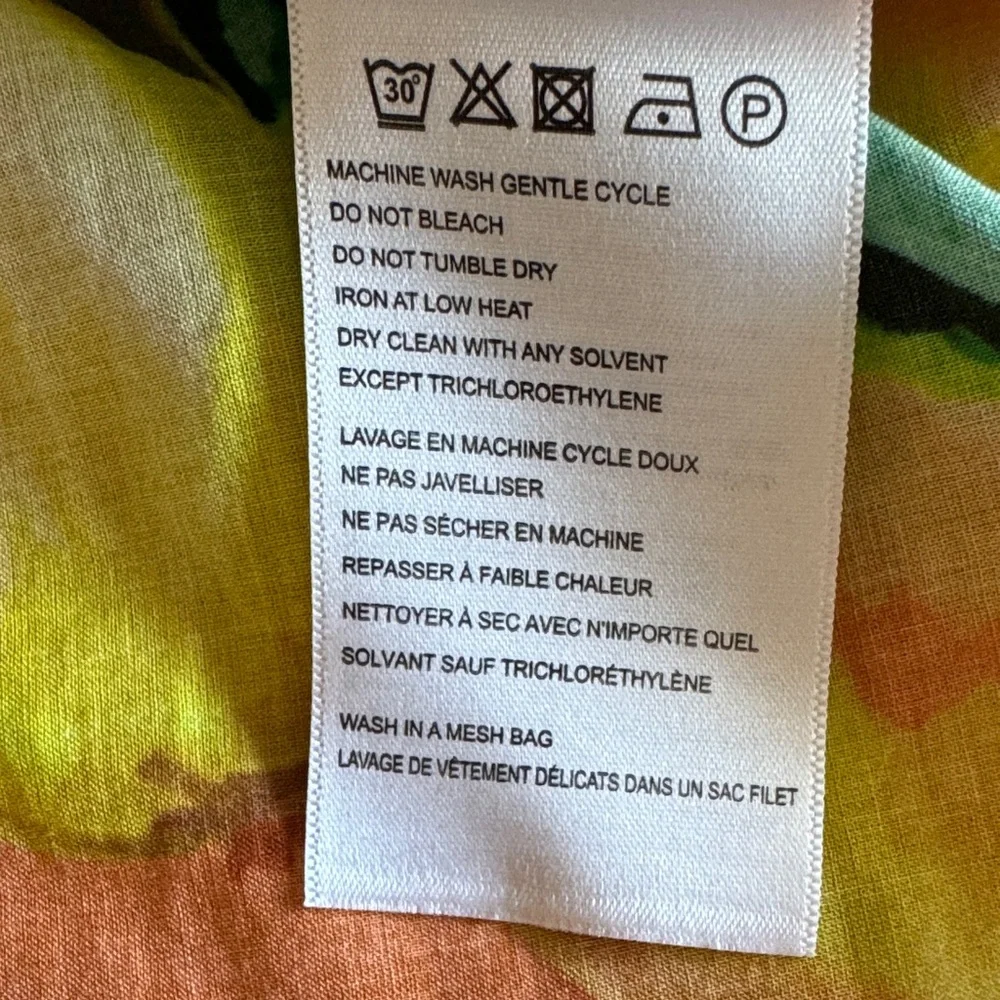 30° P
MACHINE WASH GENTLE CYCLE
DO NOT BLEACH
DO NOT TUMBLE DRY
IRON AT LOW HEAT
DRY CLEAN WITH ANY SOLVENT
EXCEPT TRICHLOROETHYLENE
LAVAGE EN MACHINE CYCLE DOUX
NE PAS JAVELLISER
NE PAS SÉCHER EN MACHINE
REPASSER À FAIBLE CHALEUR
NETTOYER À SEC AVEC N'IMPORTE QUEL
SOLVANT SAUF TRICHLORÉTHYLÈNE
WASH IN A MESH BAG
LAVAGE DE VÊTEMENT DÉLICATS DANS UN SAC FILET